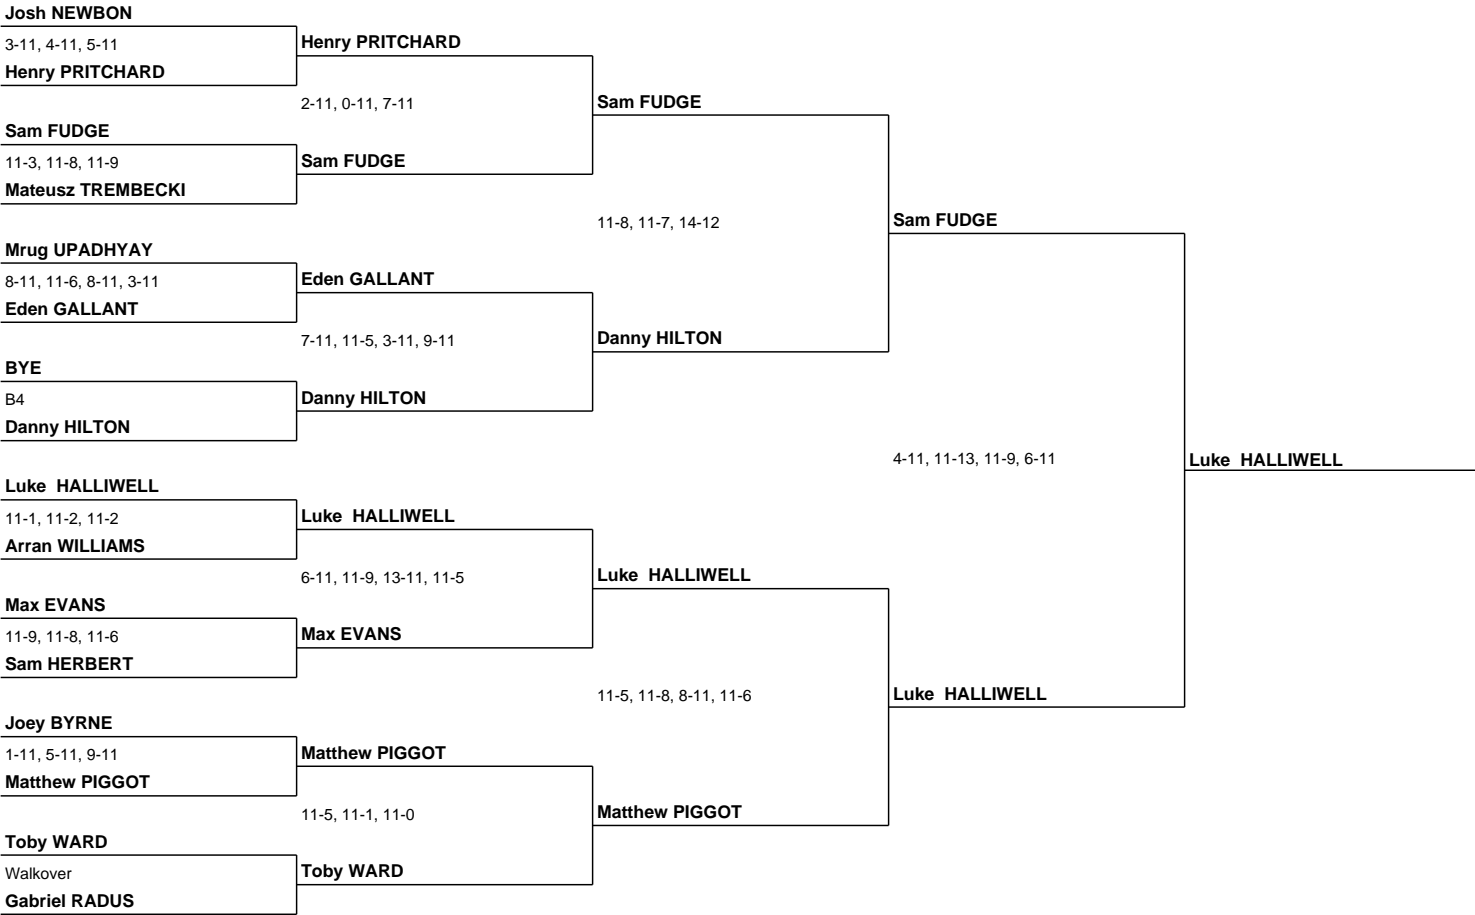 Josh NEWBON
3-11, 4-11, 5-11
Henry PRITCHARD
Sam FUDGE
11-3, 11-8, 11-9
Mateusz TREMBECKI
Mrug UPADHYAY
8-11, 11-6, 8-11, 3-11
Eden GALLANT
BYE
B4
Danny HILTON
Luke  HALLIWELL
11-1, 11-2, 11-2
Arran WILLIAMS
Max EVANS
11-9, 11-8, 11-6
Sam HERBERT
Joey BYRNE
1-11, 5-11, 9-11
Matthew PIGGOT
Toby WARD
Walkover
Gabriel RADUS
Henry PRITCHARD
2-11, 0-11, 7-11
Sam FUDGE
Eden GALLANT
7-11, 11-5, 3-11, 9-11
Danny HILTON
Luke  HALLIWELL
6-11, 11-9, 13-11, 11-5
Max EVANS
Matthew PIGGOT
11-5, 11-1, 11-0
Toby WARD
Sam FUDGE
11-8, 11-7, 14-12
Danny HILTON
Luke  HALLIWELL
11-5, 11-8, 8-11, 11-6
Matthew PIGGOT
Sam FUDGE
4-11, 11-13, 11-9, 6-11
Luke  HALLIWELL
Luke  HALLIWELL